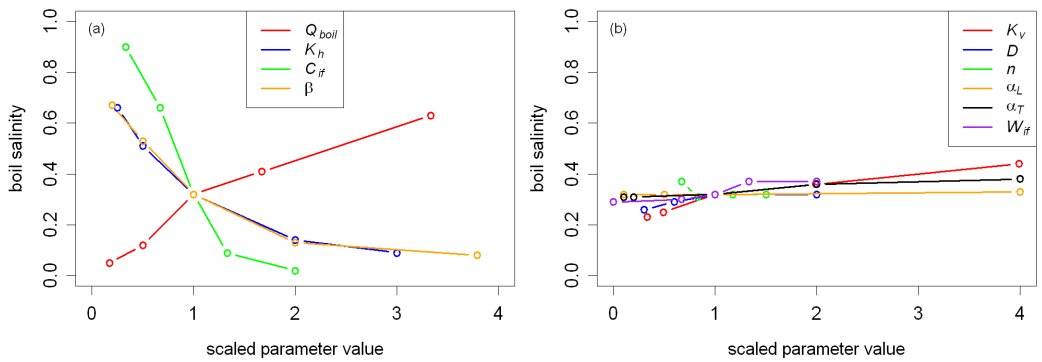 (a)
Q boil
K h
C if
β
boil salinity
0.0 0.2 0.4 0.6 0.8 1.0
0 1 2 3 4
scaled parameter value
(b)
K v
D
n
α L
α T
W if
boil salinity
0.0 0.2 0.4 0.6 0.8 1.0
0 1 2 3 4
scaled parameter value